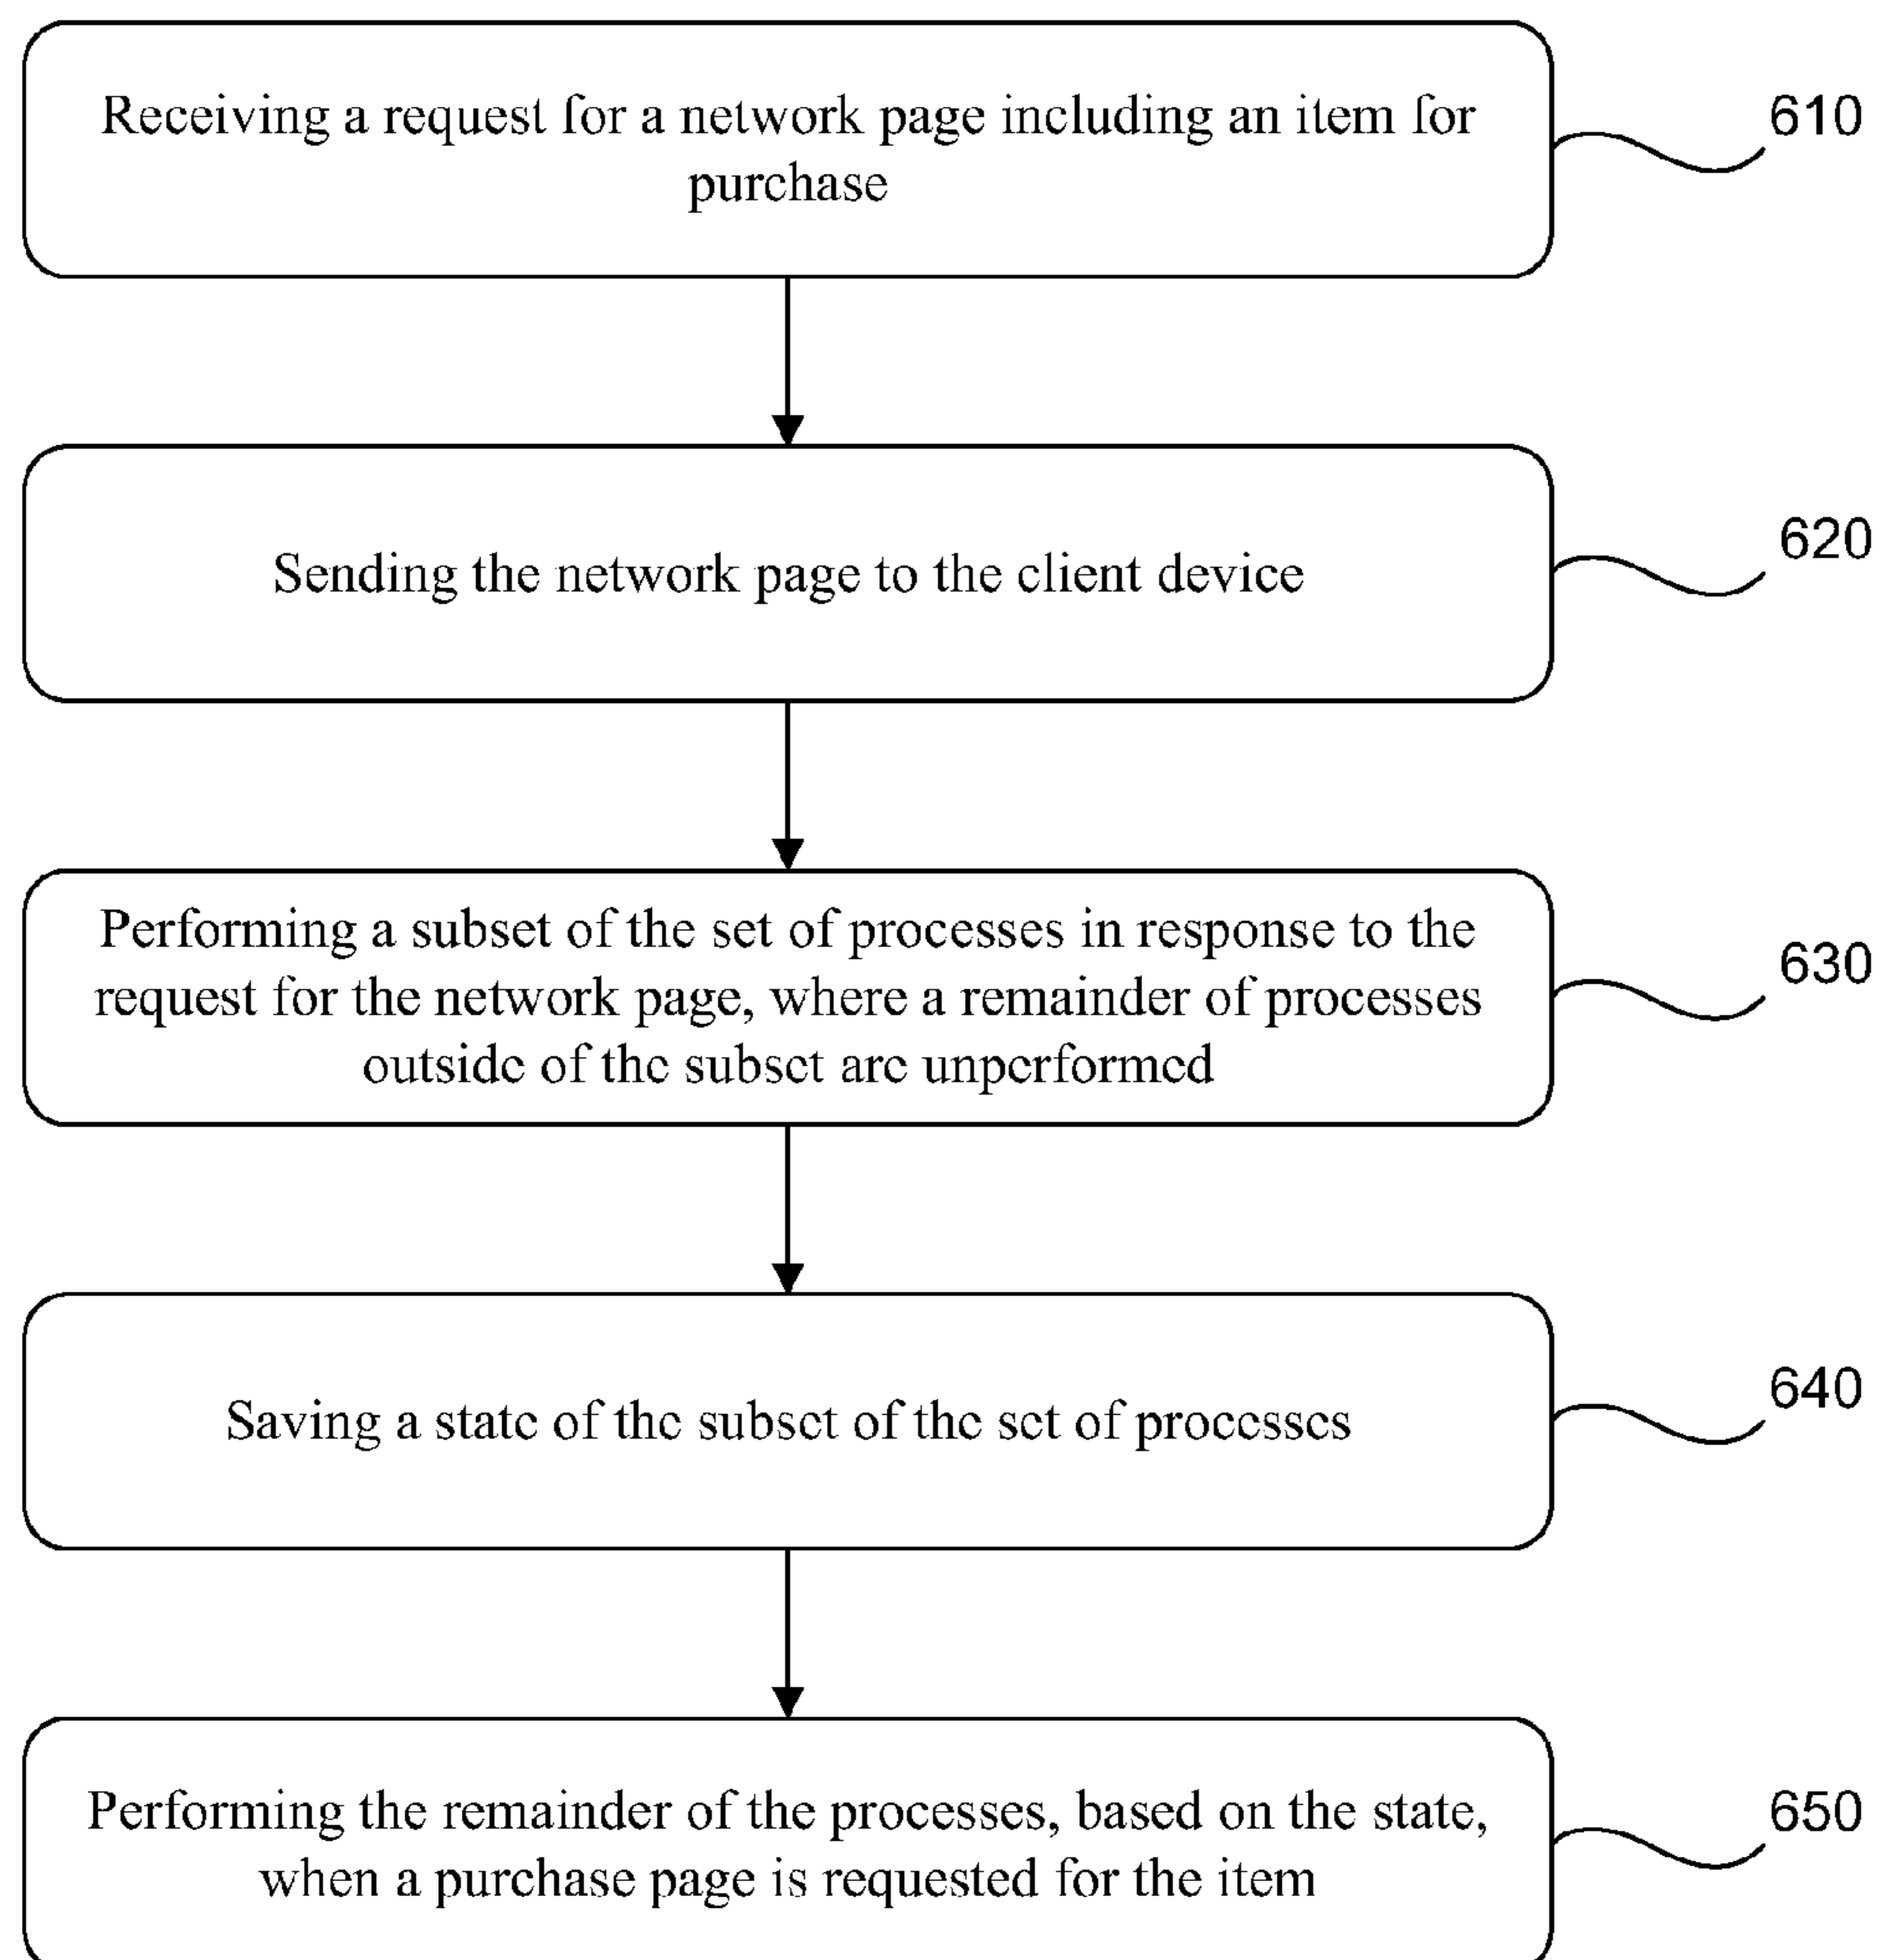 Receiving a request for a network page including an item for
purchase
610
Sending the network page to the client device
620
Performing a subset of the set of processes in response to the
request for the network page, where a remainder of processes
outside of the subset are unperformed
630
Saving a state of the subset of the set of processes
640
Performing the remainder of the processes, based on the state,
when a purchase page is requested for the item
650